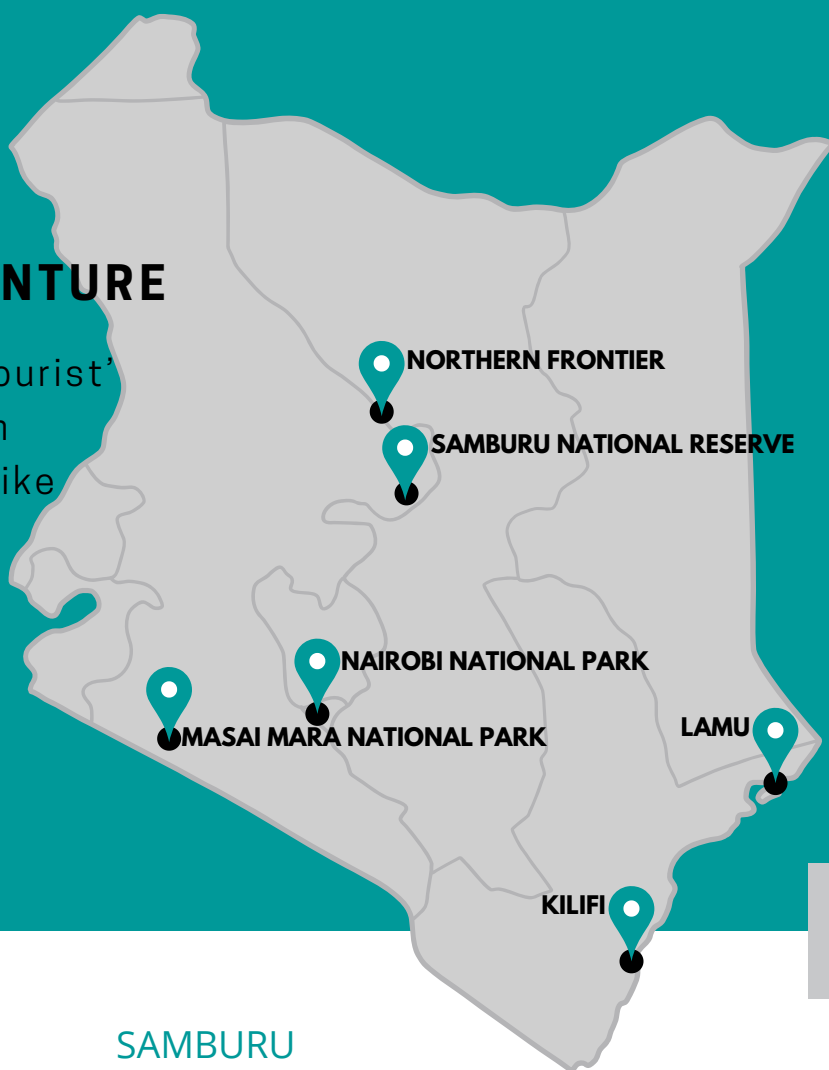 NTURE
ourist’
n
ike
NORTHERN FRONTIER
SAMBURU NATIONAL RESERVE
NAIROBI NATIONAL PARK
MASAI MARA NATIONAL PARK
LAMU
KILIFI
SAMBURU